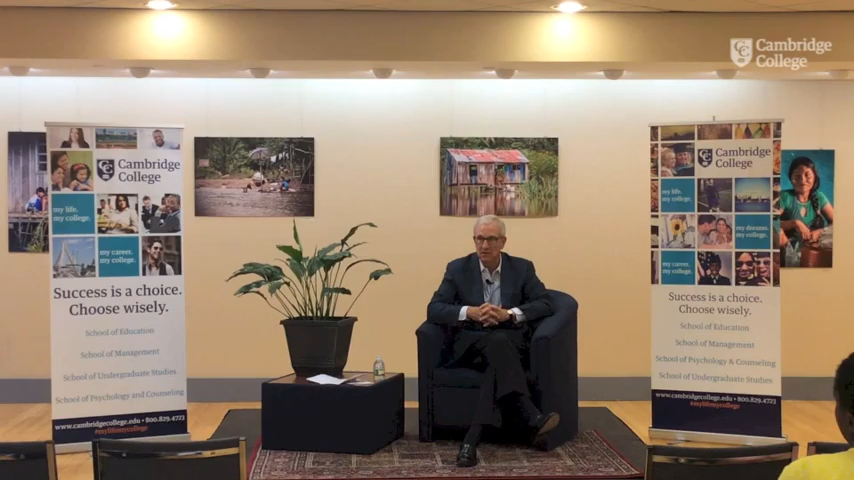 Cambridge
College
Cambridge
College
my life.
my college.
my career.
my college.
Success is a choice.
Choose wisely.
School of Education
School of Management
School of Undergraduate Studies
School of Psychology and Counseling
www.cambridgecollege.edu • 800.829.4723
#mylifemycollege
Cambridge
College
my life.
my college.
my dreams.
my college.
my career.
my college.
Success is a choice.
Choose wisely.
School of Education
School of Management
School of Psychology & Counseling
School of Undergraduate Studies
www.cambridgecollege.edu • 800.829.4723
#mylifemycollege